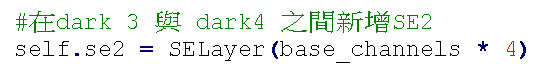 #在dark 3 與 dark4 之間新增SE2
self.se2 = SELayer(base_channels * 4)